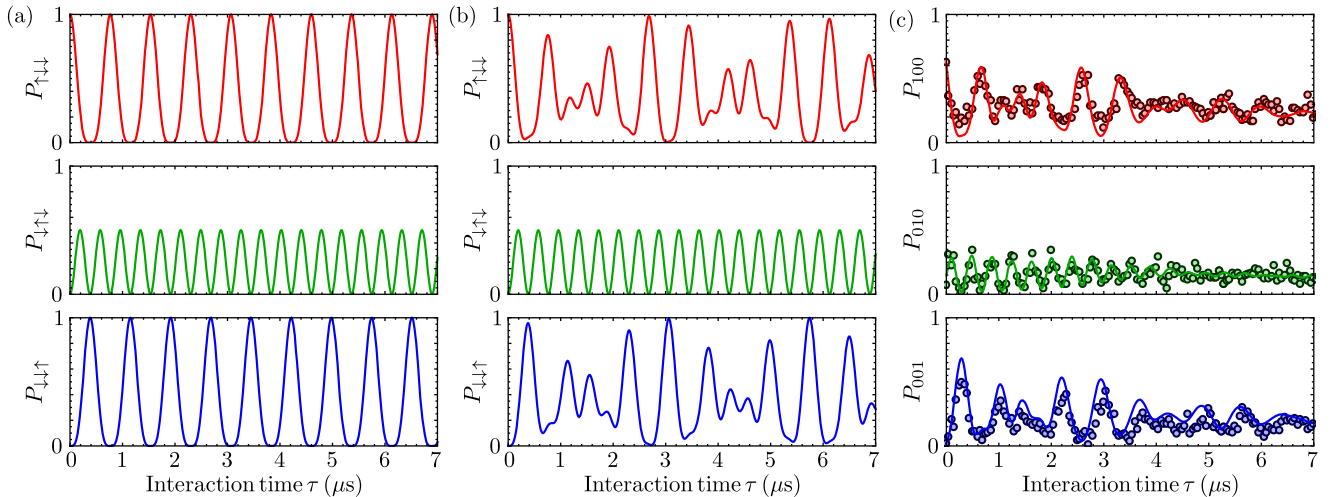 (a)
1
P↑↓↓
0
1
P↓↑↓
0
1
P↓↓↑
0
0 1 2 3 4 5 6 7
Interaction time τ (μs)
(b)
1
P↑↓↓
0
1
P↓↑↓
0
1
P↓↓↑
0
0 1 2 3 4 5 6 7
Interaction time τ (μs)
(c)
1
P100
0
1
P010
0
1
P001
0
0 1 2 3 4 5 6 7
Interaction time τ (μs)